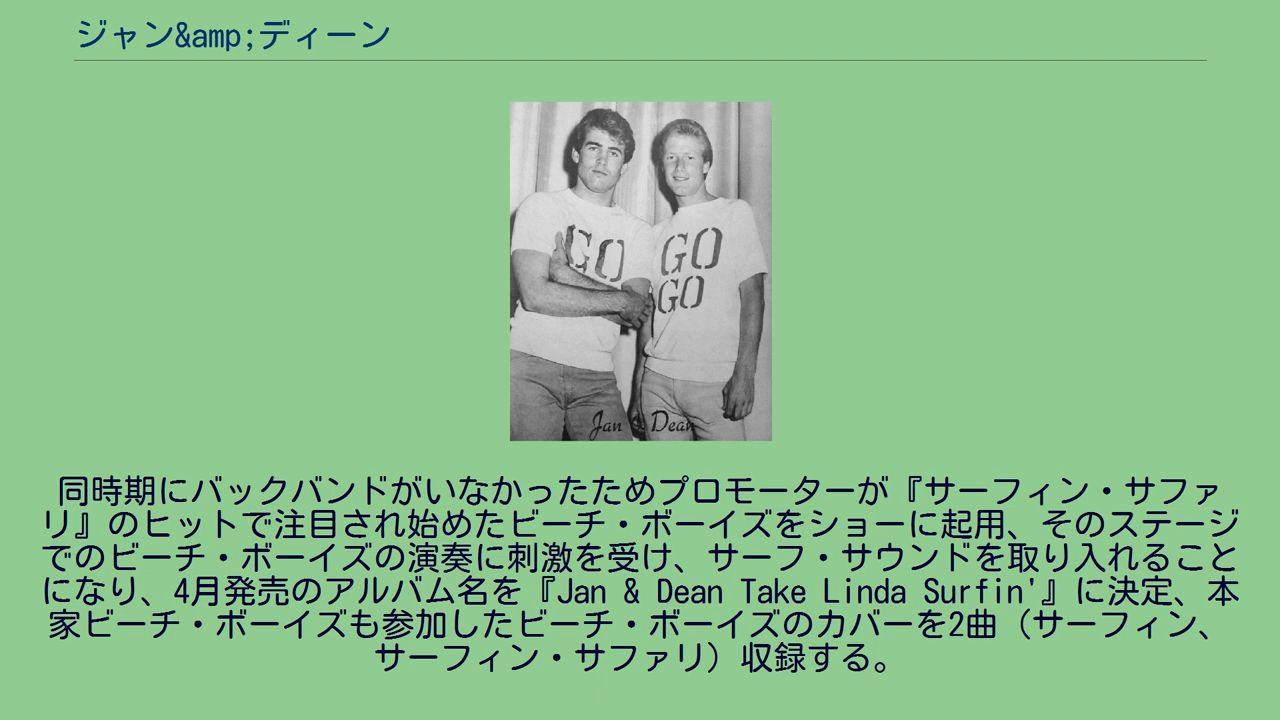 ジャン&amp;ディーン
GO
GO
GO
Jan & Dean
同時期にバックバンドがいなかったためプロモーターが『サーフィン・サファ
リ』のヒットで注目され始めたビーチ・ボーイズをショーに起用、そのステージ
でのビーチ・ボーイズの演奏に刺激を受け、サーフ・サウンドを取り入れること
になり、4月発売のアルバム名を『Jan & Dean Take Linda Surfin'』に決定、本
家ビーチ・ボーイズも参加したビーチ・ボーイズのカバーを2曲（サーフィン、
サーフィン・サファリ）収録する。